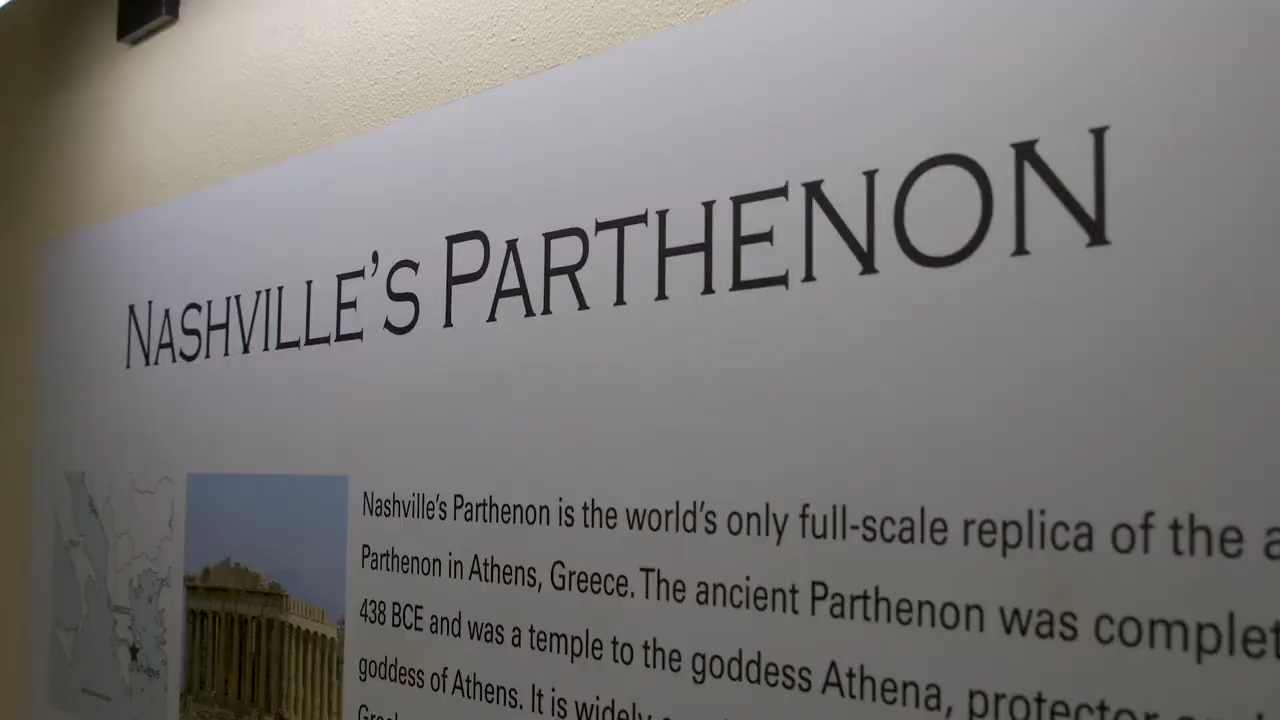 NASHVILLE'S PARTHENON
Nashville's Parthenon is the world's only full-scale replica of the
Parthenon in Athens, Greece. The ancient Parthenon was
438 BCE and was a temple to the goddess Athena, protector
goddess of Athens. It is widely